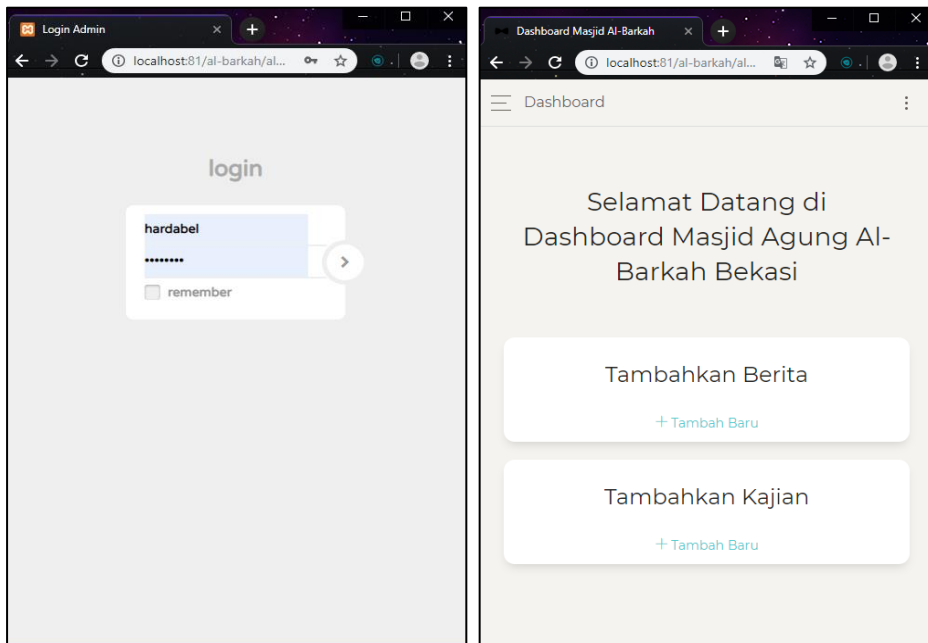 Login Admin
localhost:81/al-barkah/al...
login
hardabel
••••••••
remember
Dashboard Masjid Al-Barkah
localhost:81/al-barkah/al...
Dashboard
Selamat Datang di
Dashboard Masjid Agung Al-
Barkah Bekasi
Tambahkan Berita
+ Tambah Baru
Tambahkan Kajian
+ Tambah Baru